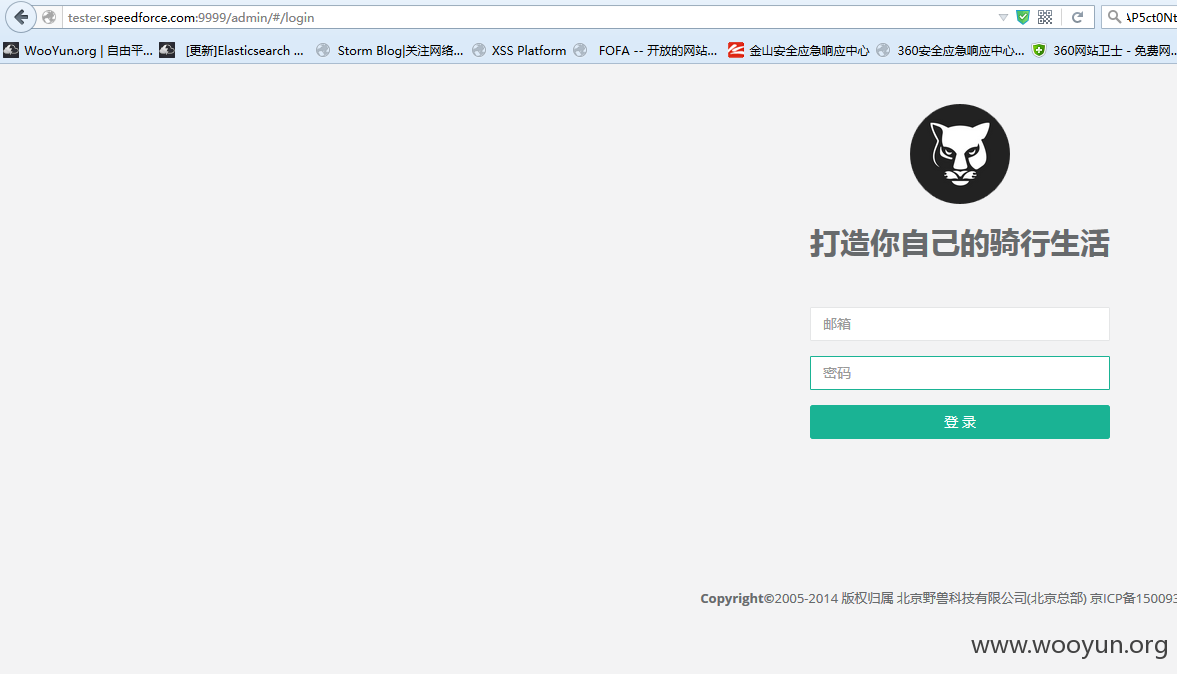 tester.speedforce.com:9999/admin/#/login AP5ct0Nt
WooYun.org | 自由平... [更新]Elasticsearch ... Storm Blog|关注网络... XSS Platform FOFA -- 开放的网站... 金山安全应急响应中心 360安全应急响应中心... 360网站卫士 - 免费网...
打造你自己的骑行生活
邮箱
密码
登 录
Copyright©2005-2014 版权归属 北京野兽科技有限公司(北京总部) 京ICP备150093
www.wooyun.org